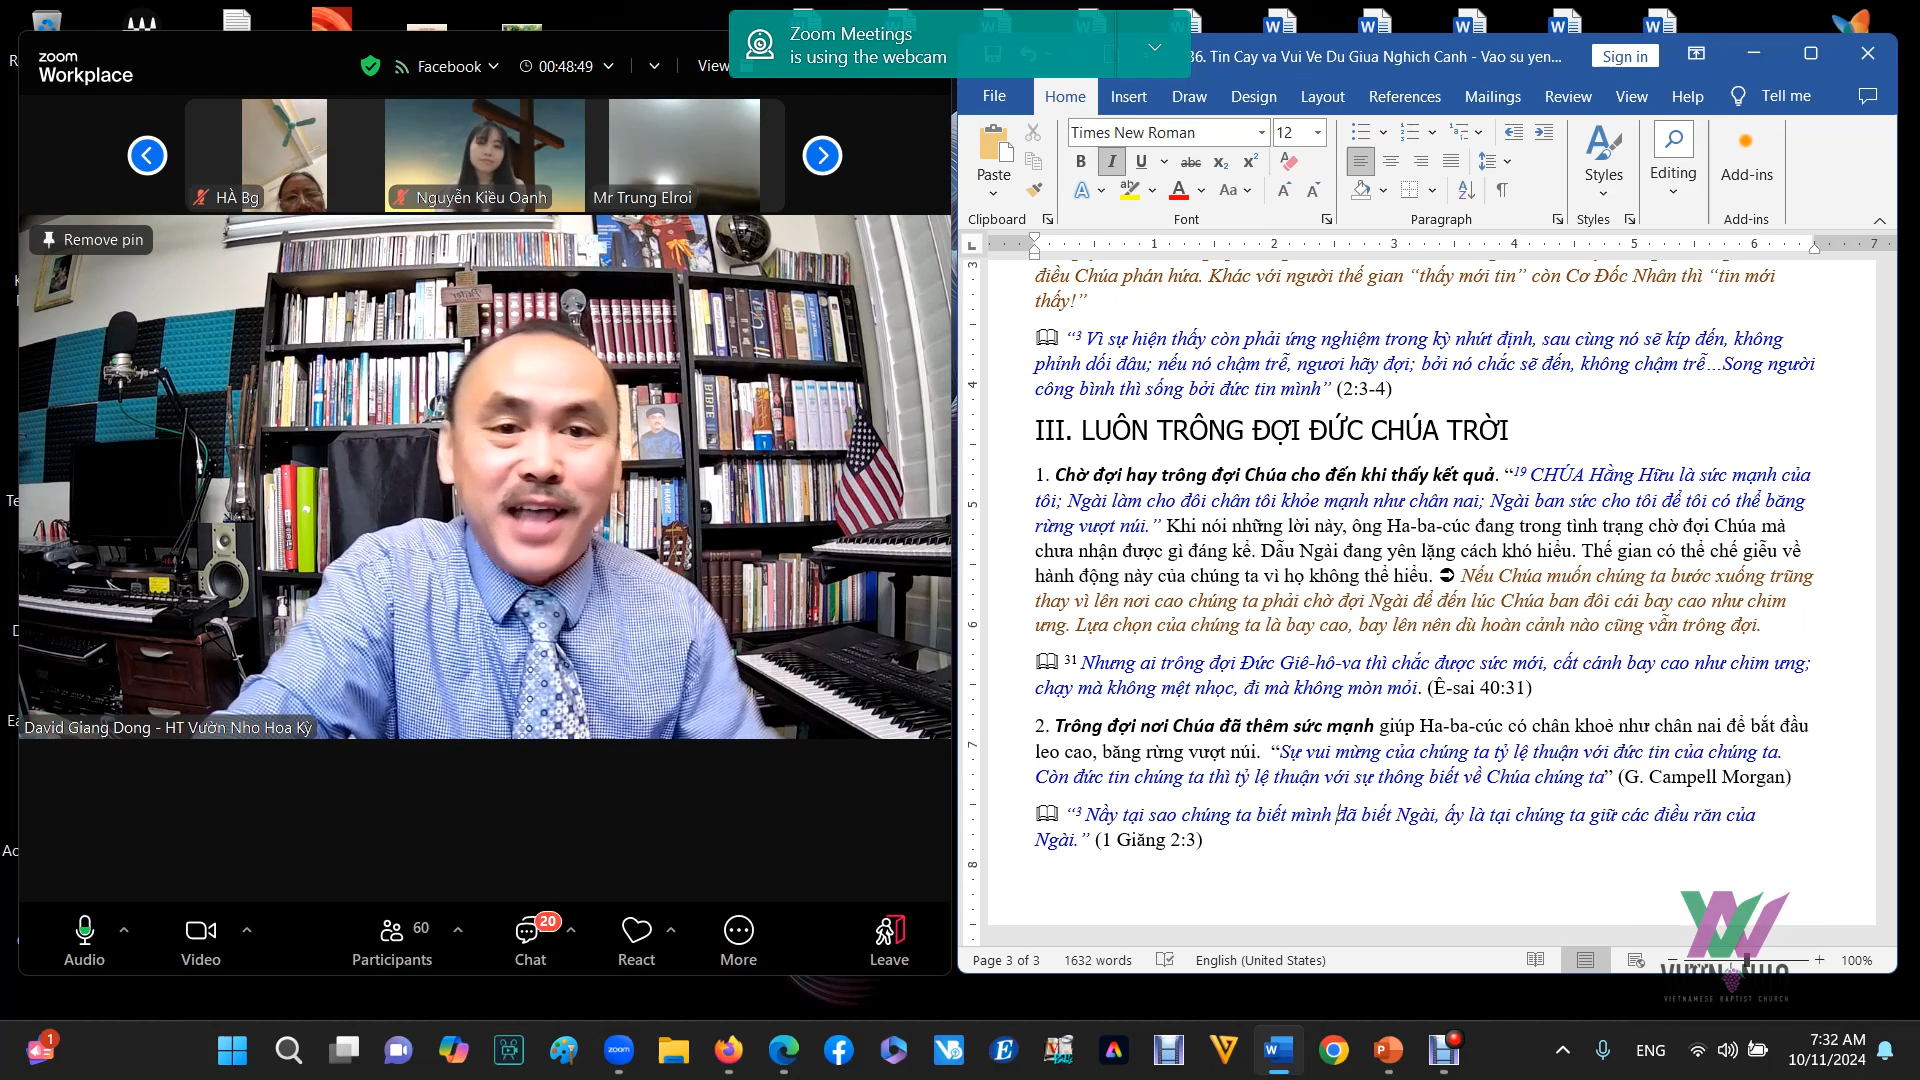 zoom
Workplace
Facebook
00:48:49
View
Zoom Meetings
is using the webcam
36. Tin Cay va Vui Ve Du Giua Nghich Canh - Vao su yen...
Sign in
File Home Insert Draw Design Layout References Mailings Review View Help Tell me
Times New Roman 12
Paste
Styles
Editing
Add-ins
Clipboard Font Paragraph Styles Add-ins
HÀ Bg
Nguyễn Kiều Oanh
Mr Trung Elroi
Remove pin
điều Chúa phán hứa. Khác với người thế gian “thấy mới tin” còn Cơ Đốc Nhân thì “tin mới
thấy!”
“3 Vì sự hiện thấy còn phải ứng nghiệm trong kỳ nhứt định, sau cùng nó sẽ kíp đến, không
phỉnh dối đâu; nếu nó chậm trễ, ngươi hãy đợi; bởi nó chắc sẽ đến, không chậm trễ…Song người
công bình thì sống bởi đức tin mình” (2:3-4)
III. LUÔN TRÔNG ĐỢI ĐỨC CHÚA TRỜI
1. Chờ đợi hay trông đợi Chúa cho đến khi thấy kết quả. “19 CHÚA Hằng Hữu là sức mạnh của
tôi; Ngài làm cho đôi chân tôi khỏe mạnh như chân nai; Ngài ban sức cho tôi để tôi có thể băng
rừng vượt núi.” Khi nói những lời này, ông Ha-ba-cúc đang trong tình trạng chờ đợi Chúa mà
chưa nhận được gì đáng kể. Dẫu Ngài đang yên lặng cách khó hiểu. Thế gian có thể chế giễu về
hành động này của chúng ta vì họ không thể hiểu. Nếu Chúa muốn chúng ta bước xuống trũng
thay vì lên nơi cao chúng ta phải chờ đợi Ngài để đến lúc Chúa ban đôi cái bay cao như chim
ưng. Lựa chọn của chúng ta là bay cao, bay lên nên dù hoàn cảnh nào cũng vẫn trông đợi.
31 Nhưng ai trông đợi Đức Giê-hô-va thì chắc được sức mới, cất cánh bay cao như chim ưng;
chạy mà không mệt nhọc, đi mà không mòn mỏi. (Ê-sai 40:31)
2. Trông đợi nơi Chúa đã thêm sức mạnh giúp Ha-ba-cúc có chân khoẻ như chân nai để bắt đầu
leo cao, băng rừng vượt núi. “Sự vui mừng của chúng ta tỷ lệ thuận với đức tin của chúng ta.
Còn đức tin chúng ta thì tỷ lệ thuận với sự thông biết về Chúa chúng ta” (G. Campell Morgan)
“3 Nầy tại sao chúng ta biết mình đã biết Ngài, ấy là tại chúng ta giữ các điều răn của
Ngài.” (1 Giăng 2:3)
David Giang Dong - HT Vườn Nho Hoa Kỳ
Audio
Video
60
Participants
20
Chat
React
More
Leave
Page 3 of 3 1632 words English (United States) 100%
VIETNAMESE BAPTIST CHURCH
ENG
7:32 AM
10/11/2024